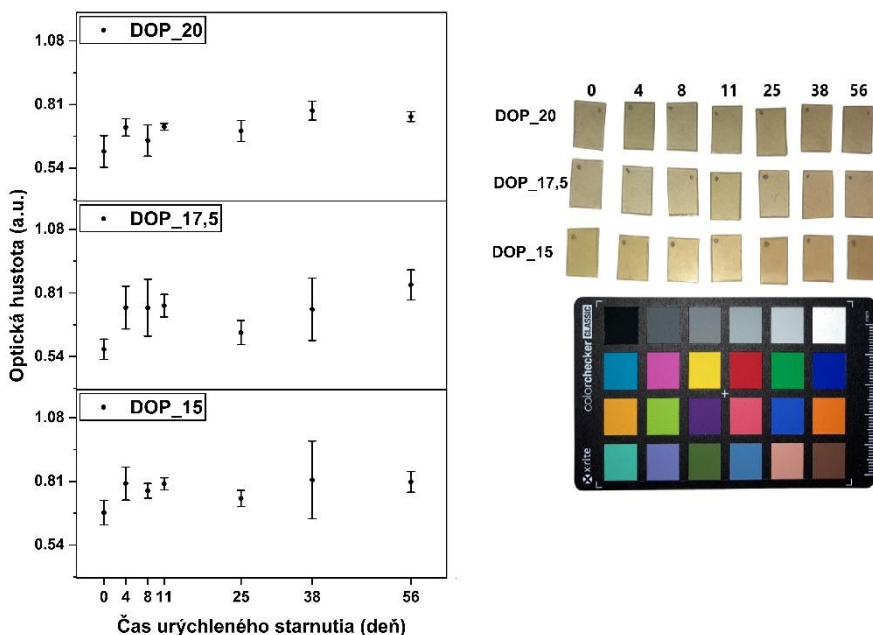 DOP_20
1.08
0.81
0.54
DOP_17,5
1.08
0.81
0.54
DOP_15
1.08
0.81
0.54
Optická hustota (a.u.)
0 4 8 11 25 38 56
Čas urýchleného starnutia (deň)
0 4 8 11 25 38 56
DOP_20
DOP_17,5
DOP_15
colorchecker CLASSIC
x-rite
mm